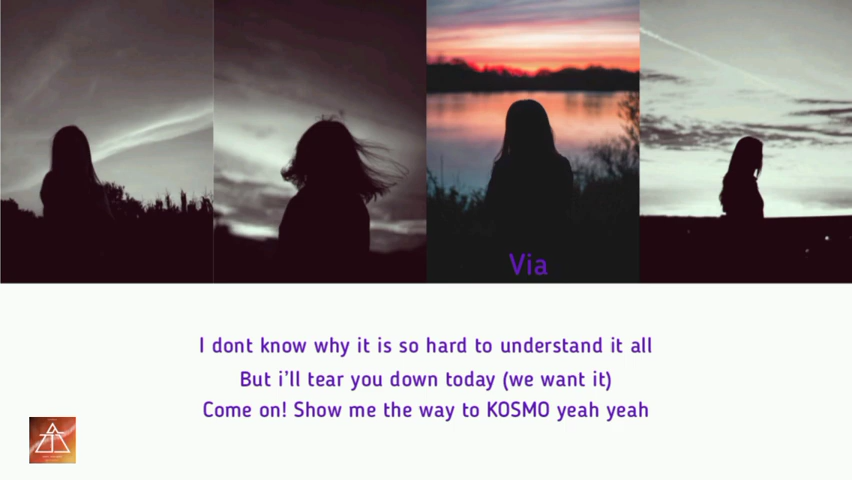 Via
I dont know why it is so hard to understand it all
But i'll tear you down today (we want it)
Come on! Show me the way to KOSMO yeah yeah